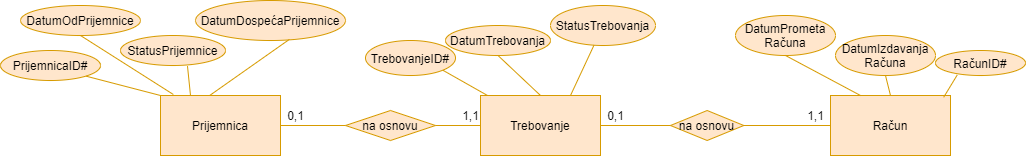 DatumOdPrijemnice
DatumDospećaPrijemnice
StatusPrijemnice
PrijemnicaID#
StatusTrebovanja
DatumTrebovanja
TrebovanjeID#
DatumPrometa
Računa
DatumIzdavanja
Računa
RačunID#
Prijemnica
0,1
na osnovu
1,1
Trebovanje
0,1
na osnovu
1,1
Račun